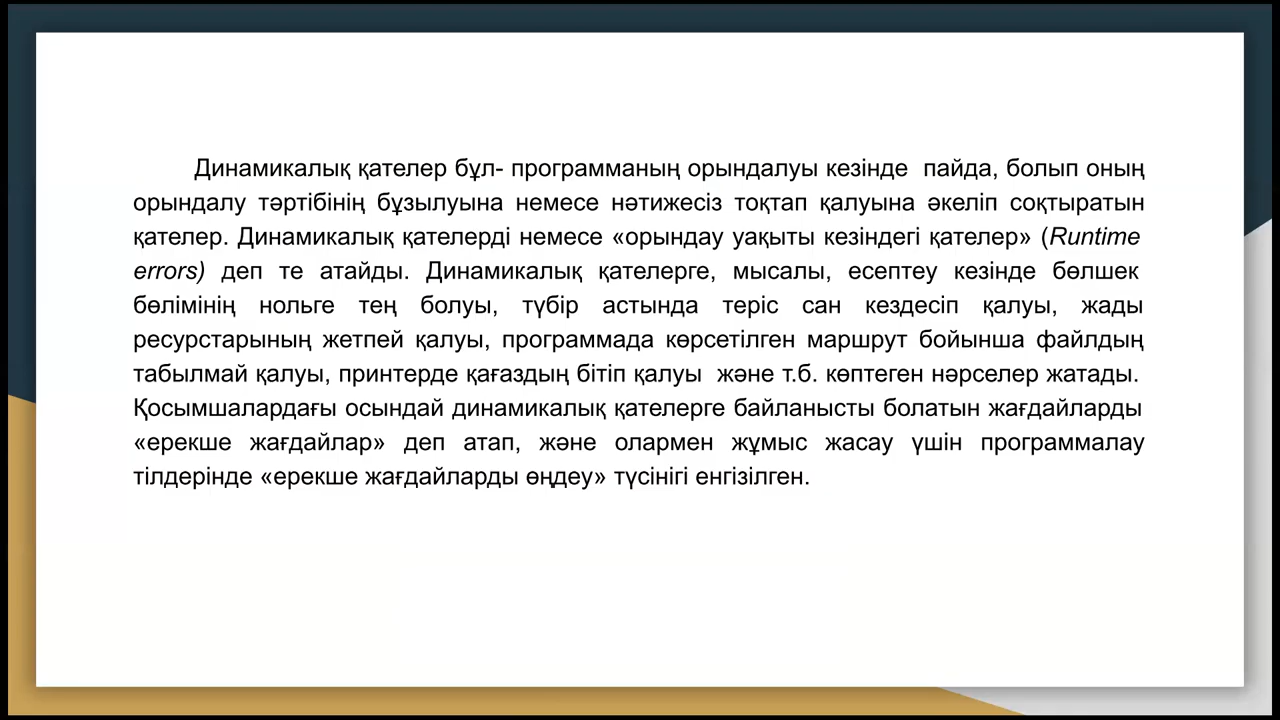 Динамикалық қателер бұл- программаның орындалуы кезінде  пайда, болып оның
орындалу тәртібінің бұзылуына немесе нәтижесіз тоқтап қалуына әкеліп соқтыратын
қателер. Динамикалық қателерді немесе «орындау уақыты кезіндегі қателер» (Runtime
errors) деп те атайды. Динамикалық қателерге, мысалы, есептеу кезінде бөлшек
бөлімінің нольге тең болуы, түбір астында теріс сан кездесіп қалуы, жады
ресурстарының жетпей қалуы, программада көрсетілген маршрут бойынша файлдың
табылмай қалуы, принтерде қағаздың бітіп қалуы  және т.б. көптеген нәрселер жатады.
Қосымшалардағы осындай динамикалық қателерге байланысты болатын жағдайларды
«ерекше жағдайлар» деп атап, және олармен жұмыс жасау үшін программалау
тілдерінде «ерекше жағдайларды өңдеу» түсінігі енгізілген.